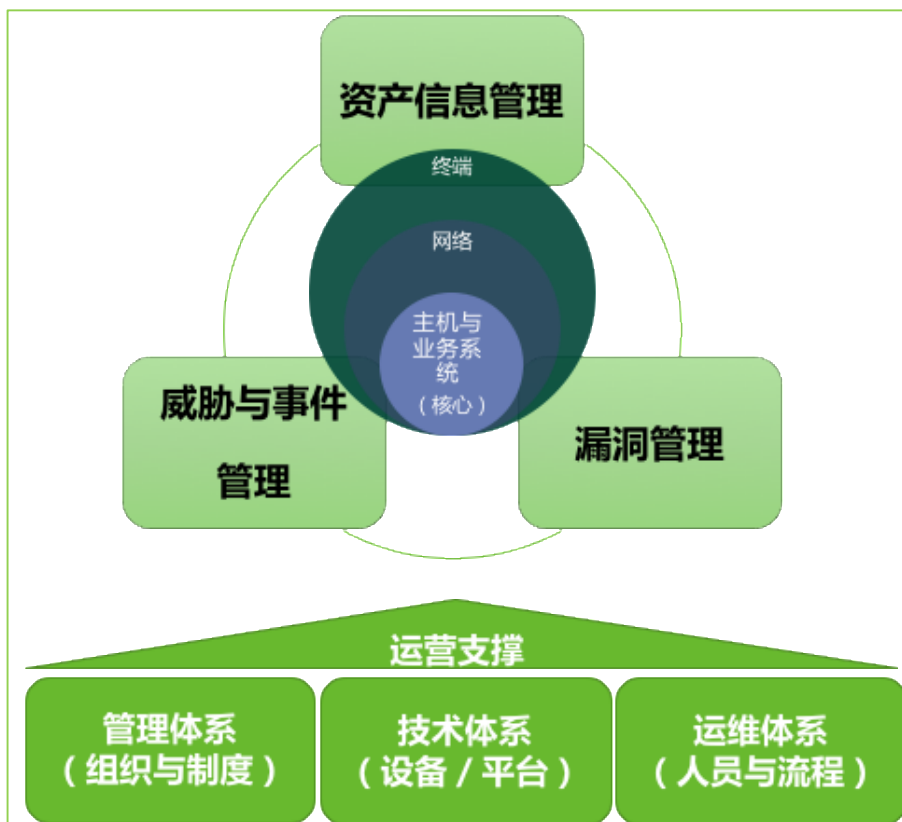 资产信息管理
终端
网络
主机与
业务系
统
（核心）
威胁与事件
管理
漏洞管理
运营支撑
管理体系
（组织与制度）
技术体系
（设备／平台）
运维体系
（人员与流程）